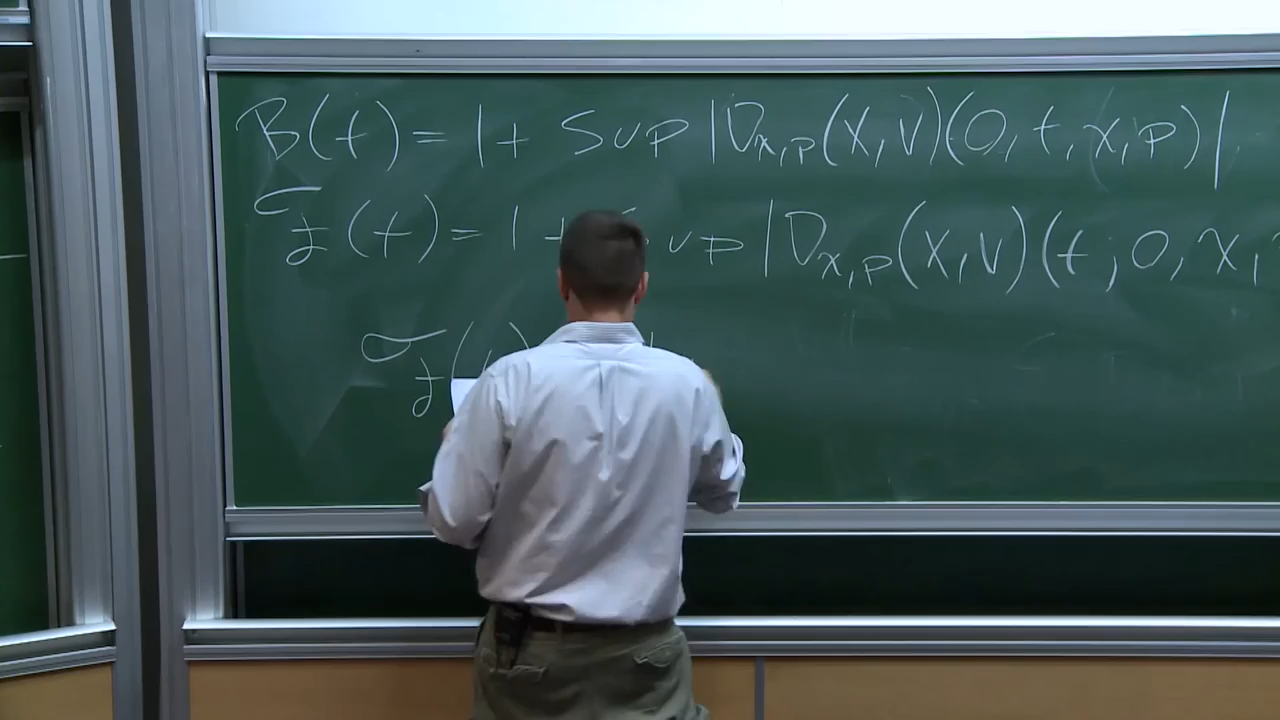 B(t) = 1 + Sup |D_{x,p}(X,V)(0,t,x,p)|
σ_f(t) = 1 + Sup |D_{x,p}(X,V)(t;0,x,
σ_f(